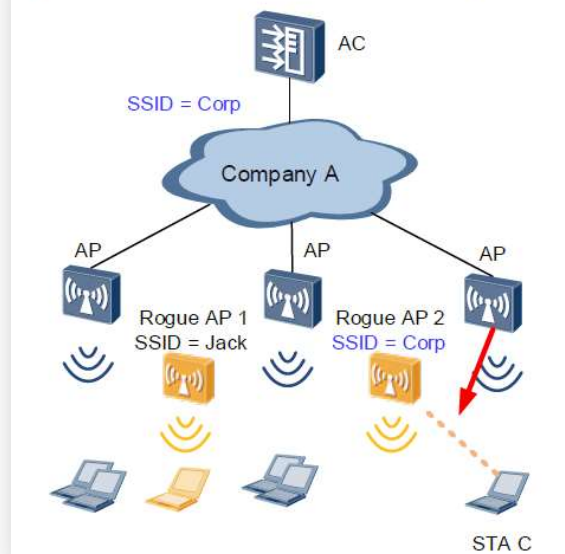 AC
SSID = Corp
Company A
AP
AP
AP
Rogue AP 1
SSID = Jack
Rogue AP 2
SSID = Corp
STA C